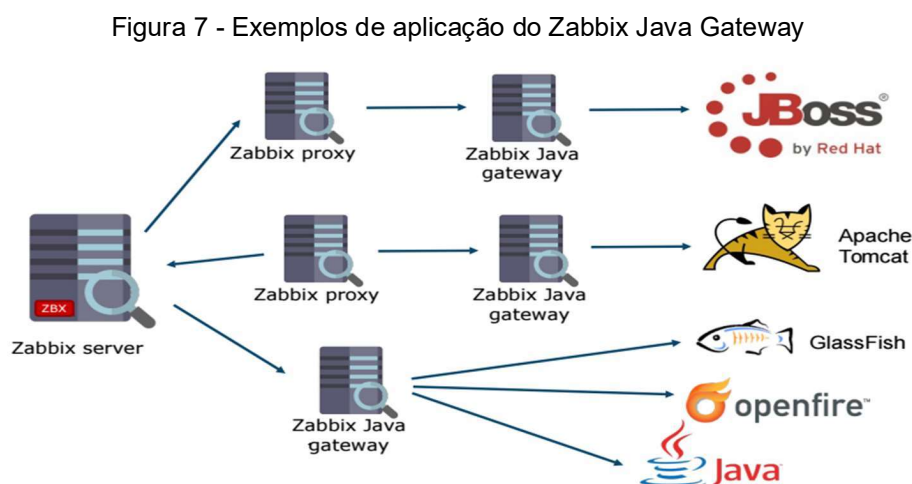 Figura 7 - Exemplos de aplicação do Zabbix Java Gateway
Zabbix proxy
Zabbix Java
gateway
JBoss®
by Red Hat
Zabbix proxy
Zabbix Java
gateway
Apache
Tomcat
ZBX
Zabbix server
GlassFish
Zabbix Java
gateway
openfire™
Java